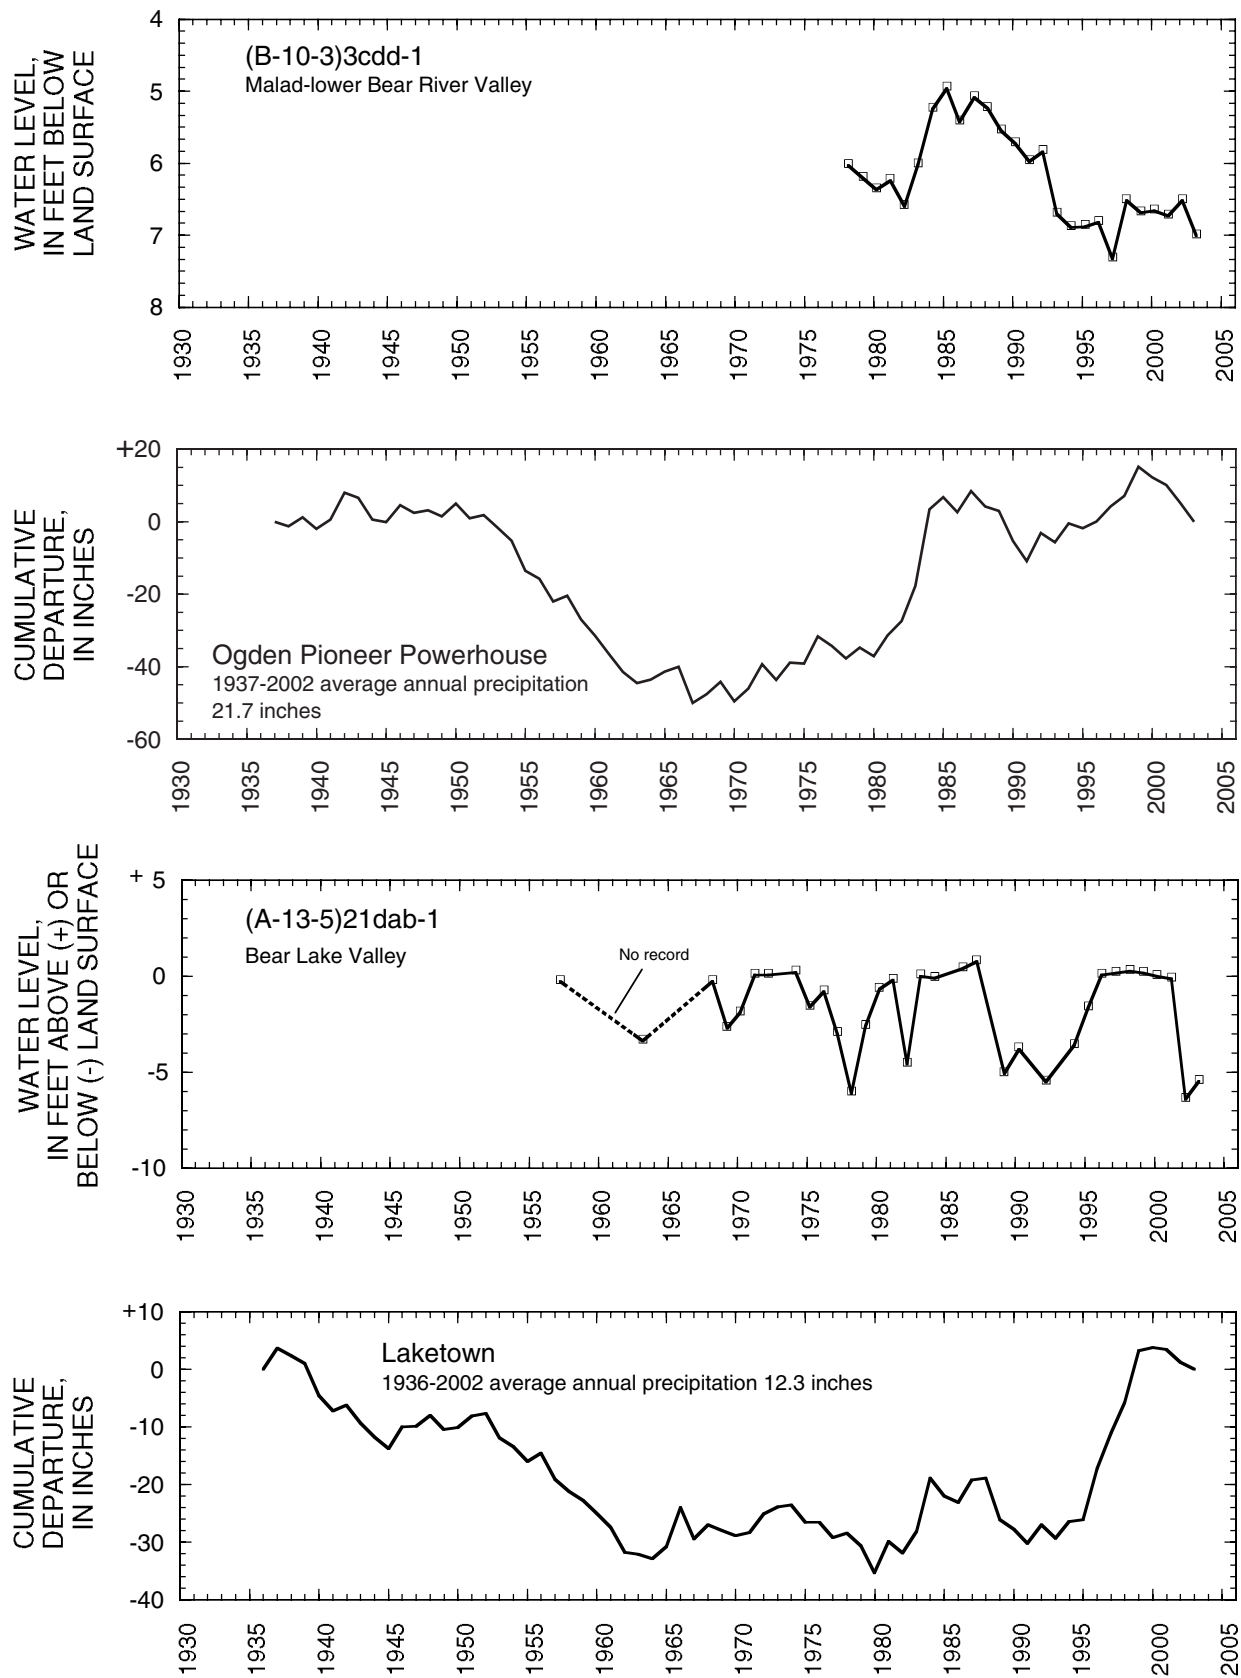 WATER LEVEL,
IN FEET BELOW
LAND SURFACE
(B-10-3)3cdd-1
Malad-lower Bear River Valley
4
5
6
7
8
1930 1935 1940 1945 1950 1955 1960 1965 1970 1975 1980 1985 1990 1995 2000 2005
CUMULATIVE
DEPARTURE,
IN INCHES
+20
0
-20
-40
-60
Ogden Pioneer Powerhouse
1937-2002 average annual precipitation
21.7 inches
1930 1935 1940 1945 1950 1955 1960 1965 1970 1975 1980 1985 1990 1995 2000 2005
WATER LEVEL,
IN FEET ABOVE (+) OR
BELOW (-) LAND SURFACE
+ 5
0
-5
-10
(A-13-5)21dab-1
Bear Lake Valley
No record
1930 1935 1940 1945 1950 1955 1960 1965 1970 1975 1980 1985 1990 1995 2000 2005
CUMULATIVE
DEPARTURE,
IN INCHES
+10
0
-10
-20
-30
-40
Laketown
1936-2002 average annual precipitation 12.3 inches
1930 1935 1940 1945 1950 1955 1960 1965 1970 1975 1980 1985 1990 1995 2000 2005